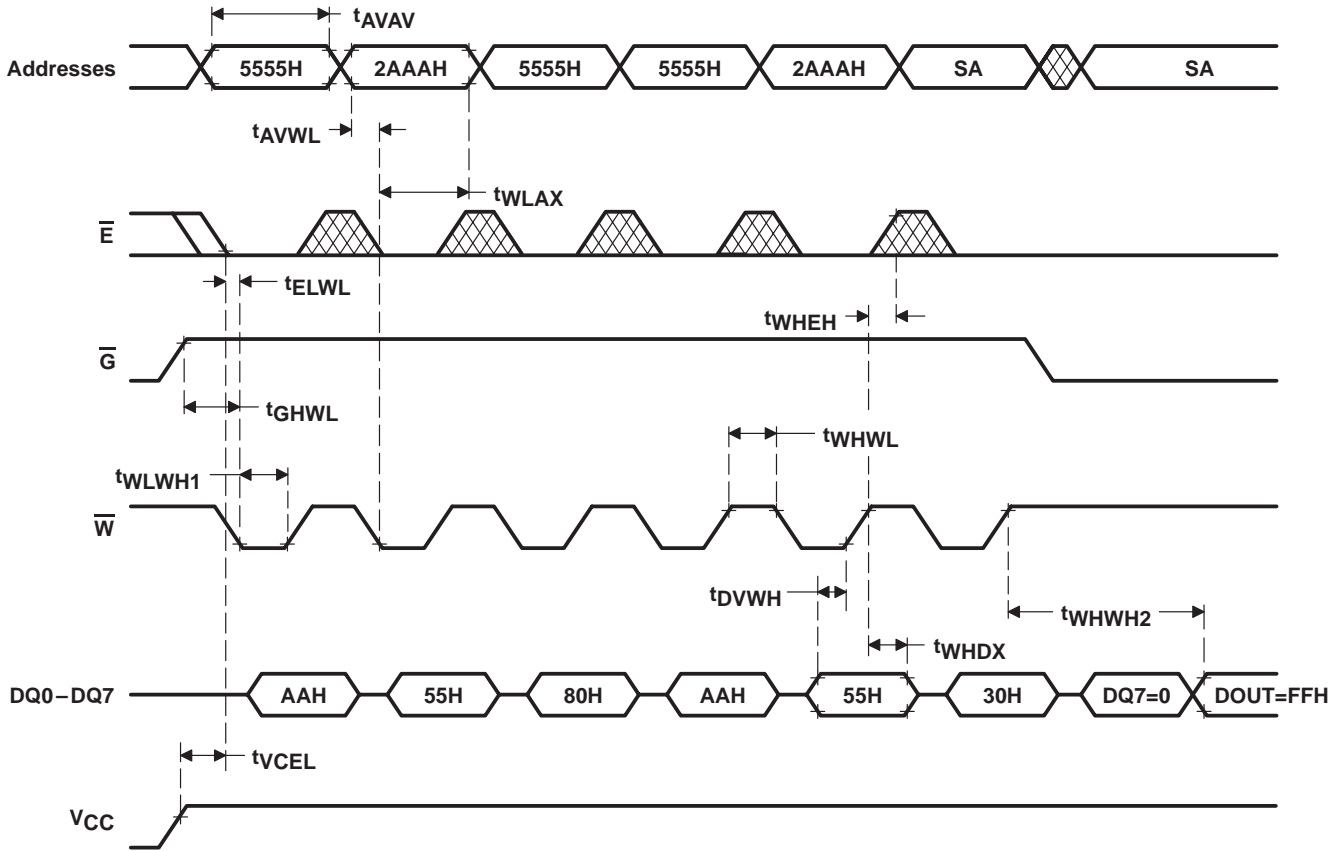 tAVAV
Addresses 5555H 2AAAH 5555H 5555H 2AAAH SA SA
tAVWL
tWLAX
E
tELWL
tWHEH
G
tGHWL
tWHWL
tWLWH1
W
tDVWH
tWHWH2
tWHDX
DQ0–DQ7 AAH 55H 80H AAH 55H 30H DQ7=0 DOUT=FFH
tVCEL
VCC